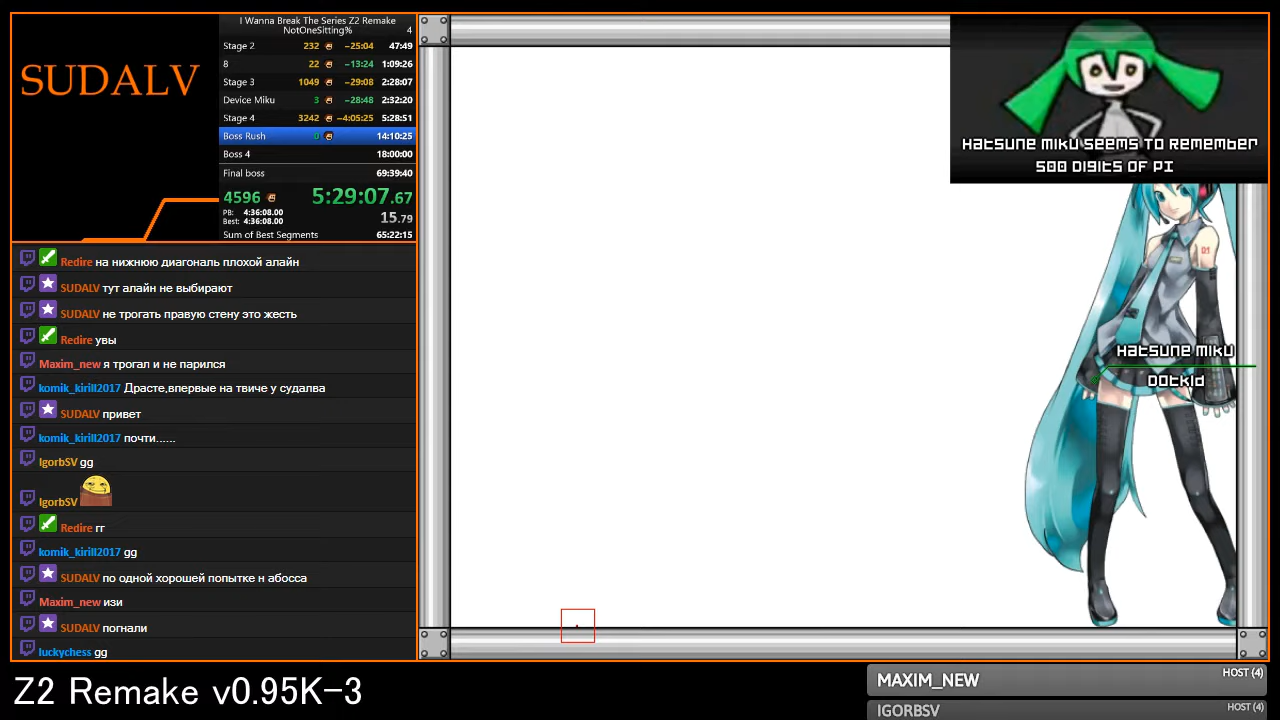 SUDALV
I Wanna Break The Series Z2 Remake
NotOneSitting% 4
Stage 2 232 −25:04 47:49
8 22 −13:24 1:09:26
Stage 3 1049 −29:08 2:28:07
Device Miku 3 −28:48 2:32:20
Stage 4 3242 −4:05:25 5:28:51
Boss Rush 0 14:10:25
Boss 4 18:00:00
Final boss 69:39:40
4596 5:29:07.67
PB: 4:36:08.00
Best: 4:36:08.00
15.79
Sum of Best Segments 65:22:15
Redire на нижнюю диагональ плохой алайн
SUDALV тут алайн не выбирают
SUDALV не трогать правую стену это жесть
Redire увы
Maxim_new я трогал и не парился
komik_kirill2017 Драсте,впервые на твиче у судалва
SUDALV привет
komik_kirill2017 почти......
IgorbSV gg
IgorbSV
Redire гг
komik_kirill2017 gg
SUDALV по одной хорошей попытке н абосса
Maxim_new изи
SUDALV погнали
luckychess gg
Z2 Remake v0.95K-3
HATSUNE MIKU SEEMS TO REMEMBER
500 DIGITS OF PI
01
HATSUNE MIKU
DOTKID
MAXIM_NEW HOST (4)
IGORBSV HOST (4)